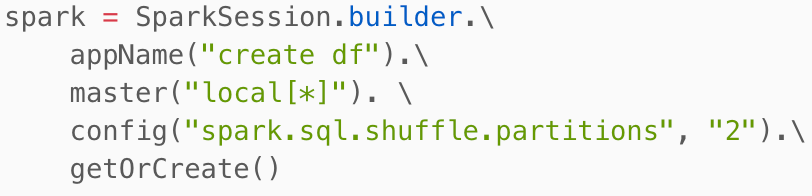 spark = SparkSession.builder.\
    appName("create df").\
    master("local[*]"). \
    config("spark.sql.shuffle.partitions", "2").\
    getOrCreate()